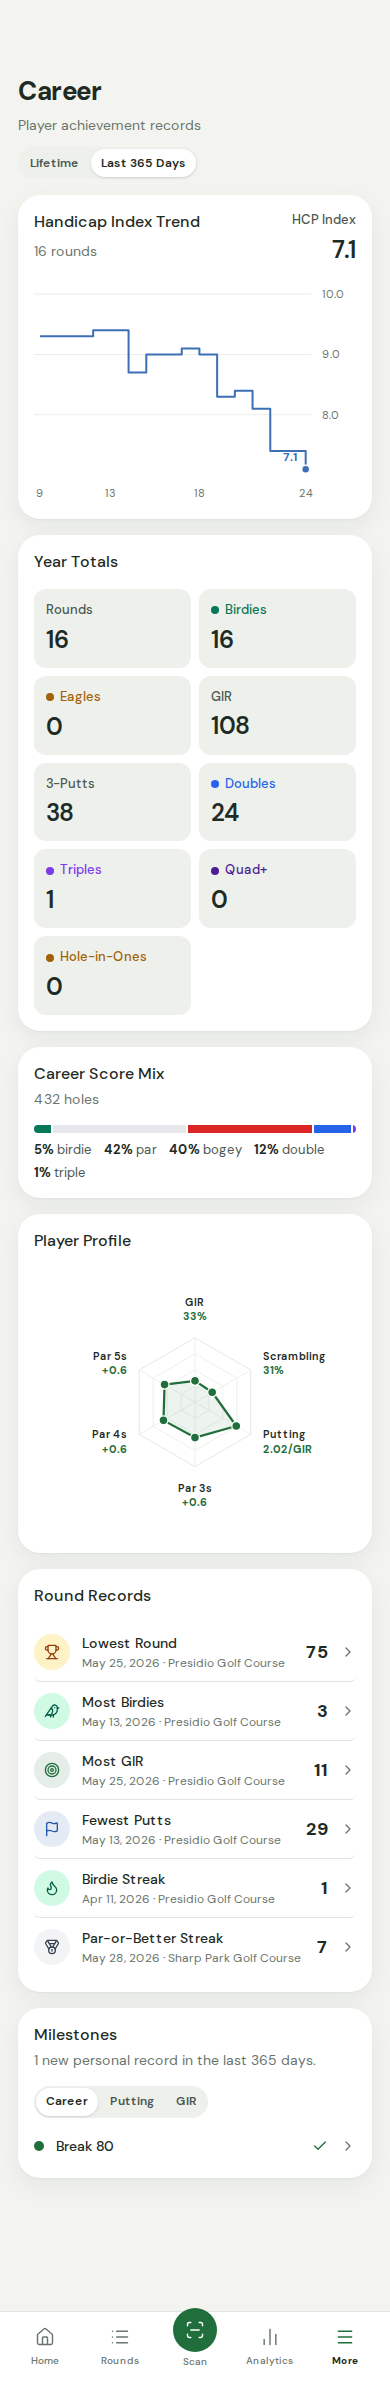 Career
Player achievement records
Lifetime Last 365 Days
Handicap Index Trend HCP Index
16 rounds 7.1
10.0
9.0
8.0
7.1
9 13 18 24
Year Totals
Rounds Birdies
16 16
Eagles GIR
0 108
3-Putts Doubles
38 24
Triples Quad+
1 0
Hole-in-Ones
0
Career Score Mix
432 holes
5% birdie 42% par 40% bogey 12% double
1% triple
Player Profile
GIR
33%
Par 5s Scrambling
+0.6 31%
Par 4s Putting
+0.6 2.02/GIR
Par 3s
+0.6
Round Records
Lowest Round 75
May 25, 2026 · Presidio Golf Course
Most Birdies 3
May 13, 2026 · Presidio Golf Course
Most GIR 11
May 25, 2026 · Presidio Golf Course
Fewest Putts 29
May 13, 2026 · Presidio Golf Course
Birdie Streak 1
Apr 11, 2026 · Presidio Golf Course
Par-or-Better Streak 7
May 28, 2026 · Sharp Park Golf Course
Milestones
1 new personal record in the last 365 days.
Career Putting GIR
Break 80
Home Rounds Scan Analytics More